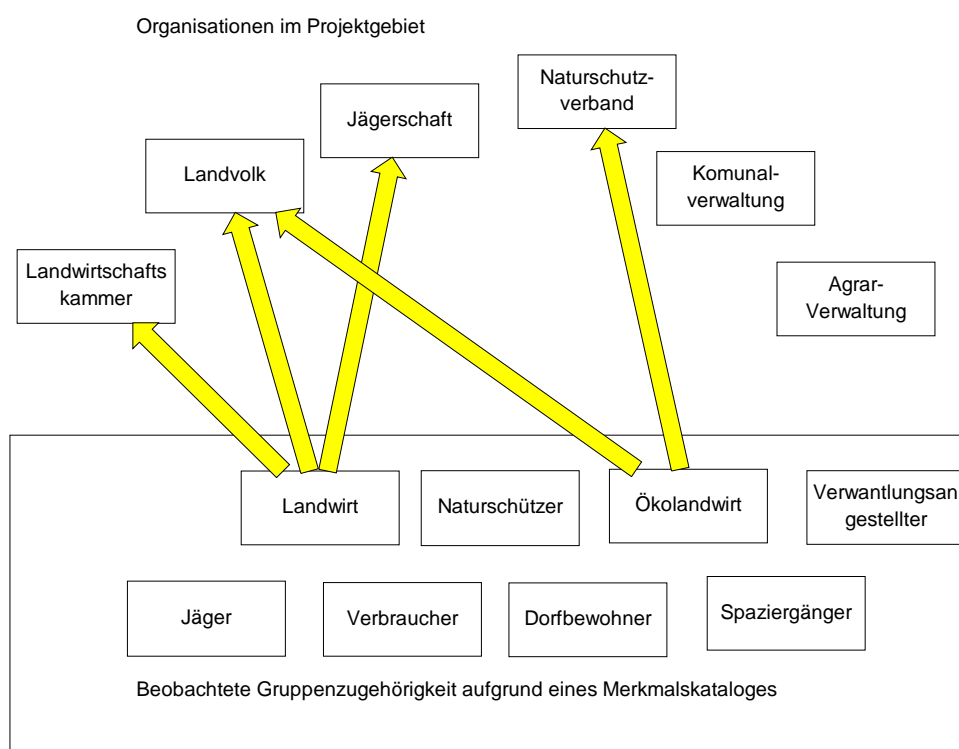 Organisationen im Projektgebiet
Naturschutz-
verband
Jägerschaft
Landvolk
Komunal-
verwaltung
Landwirtschafts
kammer
Agrar-
Verwaltung
Landwirt
Naturschützer
Ökolandwirt
Verwantlungsan
gestellter
Jäger
Verbraucher
Dorfbewohner
Spaziergänger
Beobachtete Gruppenzugehörigkeit aufgrund eines Merkmalskataloges